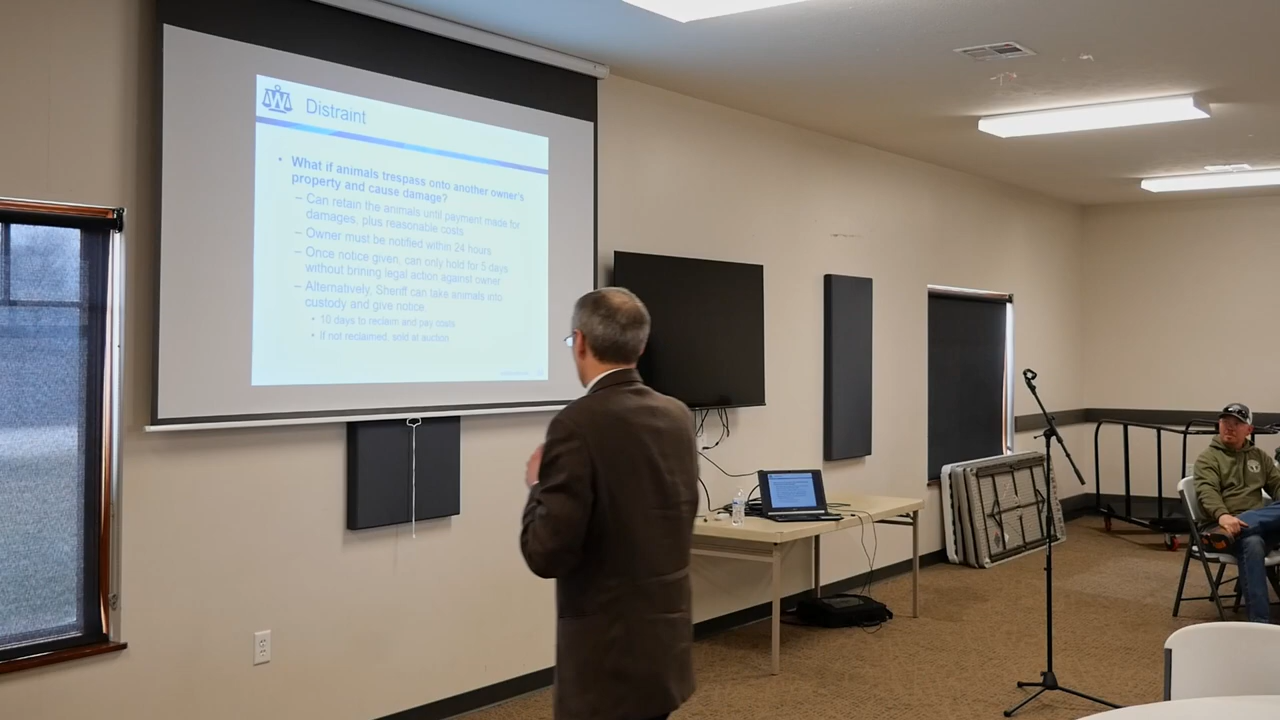 W
Distraint
• What if animals trespass onto another owner's
property and cause damage?
– Can retain the animals until payment made for
damages, plus reasonable costs
– Owner must be notified within 24 hours
– Once notice given, can only hold for 5 days
without brining legal action against owner
– Alternatively, Sheriff can take animals into
custody and give notice.
• 10 days to reclaim and pay costs
• If not reclaimed, sold at auction